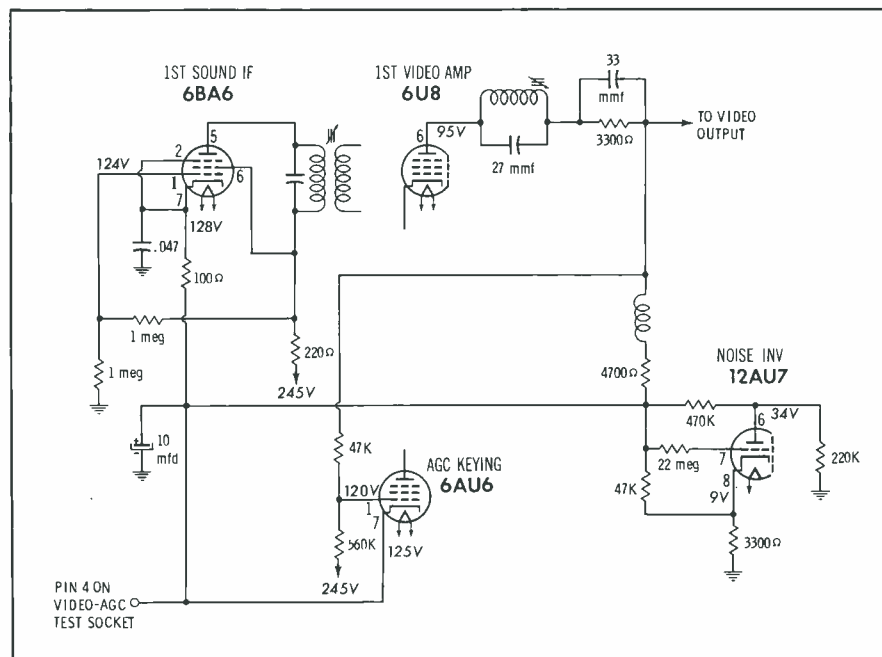 1ST SOUND IF
6BA6
1ST VIDEO AMP
6U8
33
mmf
5
2
124V
1
6
7
128V
6
95V
27 mmf
3300Ω
TO VIDEO
OUTPUT
.047
100Ω
1 meg
220Ω
1 meg
245V
4700Ω
NOISE INV
12AU7
10
mfd
470K
6
34V
7
22 meg
220K
47K
8
9V
47K
AGC KEYING
6AU6
120V
1
7
560K
125V
3300Ω
245V
PIN 4 ON
VIDEO-AGC
TEST SOCKET